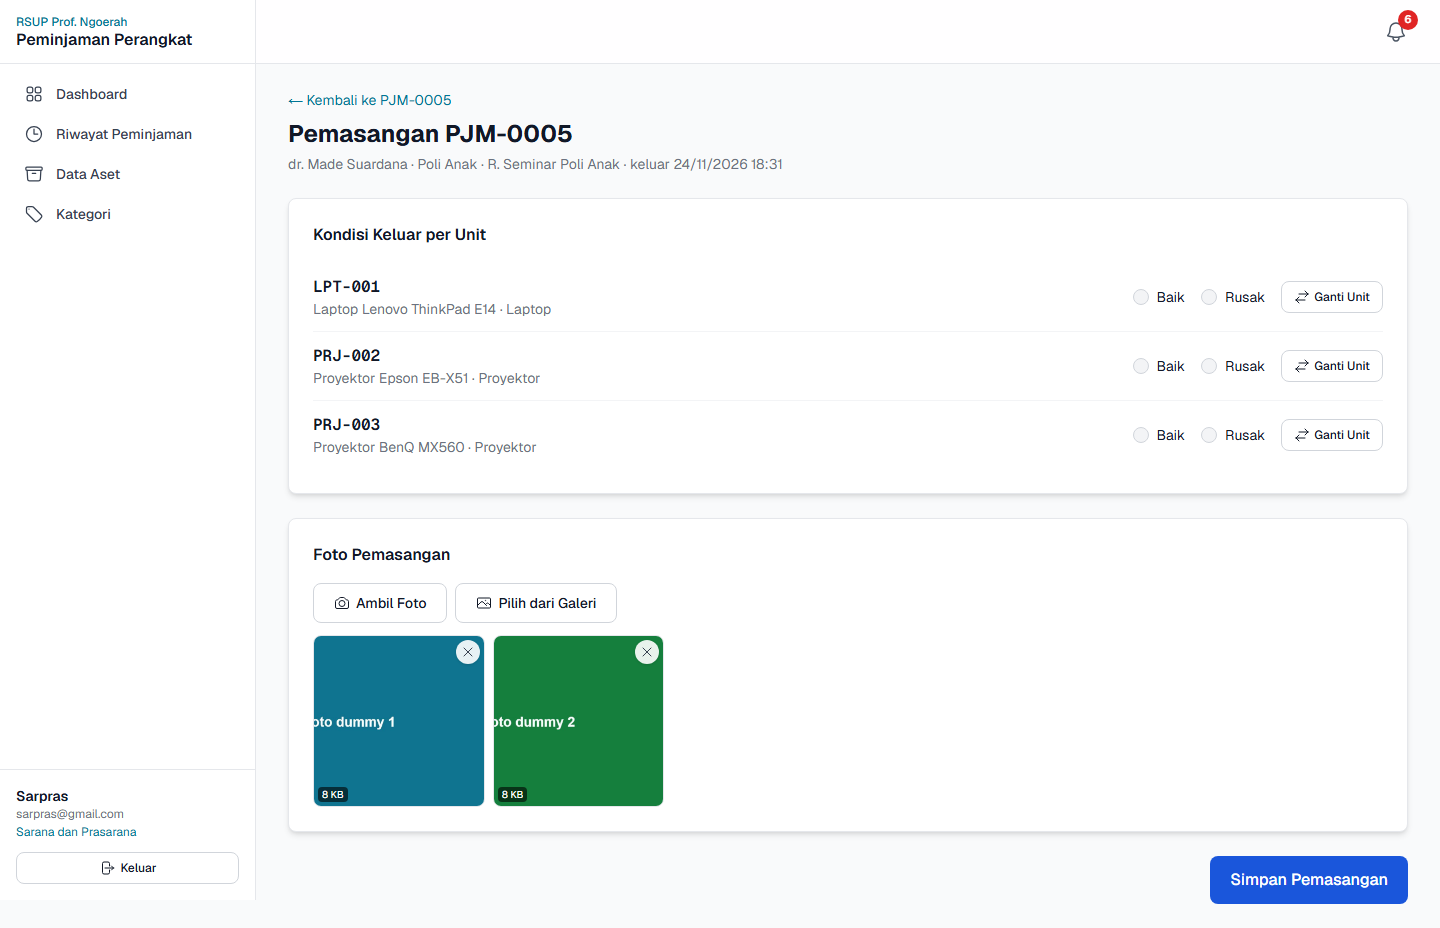 RSUP Prof. Ngoerah
Peminjaman Perangkat
6
Dashboard
Riwayat Peminjaman
Data Aset
Kategori
Sarpras
sarpras@gmail.com
Sarana dan Prasarana
Keluar
← Kembali ke PJM-0005
Pemasangan PJM-0005
dr. Made Suardana · Poli Anak · R. Seminar Poli Anak · keluar 24/11/2026 18:31
Kondisi Keluar per Unit
LPT-001
Laptop Lenovo ThinkPad E14 · Laptop
Baik Rusak Ganti Unit
PRJ-002
Proyektor Epson EB-X51 · Proyektor
Baik Rusak Ganti Unit
PRJ-003
Proyektor BenQ MX560 · Proyektor
Baik Rusak Ganti Unit
Foto Pemasangan
Ambil Foto Pilih dari Galeri
oto dummy 1 oto dummy 2
8 KB 8 KB
Simpan Pemasangan